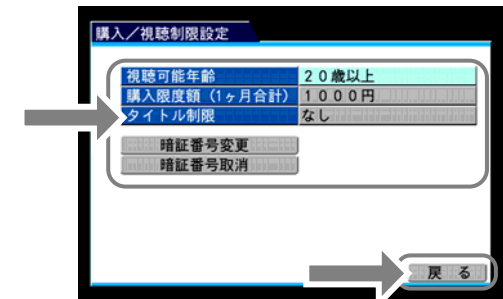 購入／視聴制限設定
視聴可能年齢 ２０歳以上
購入限度額（1ヶ月合計） １０００円
タイトル制限 なし
暗証番号変更
暗証番号取消
戻る